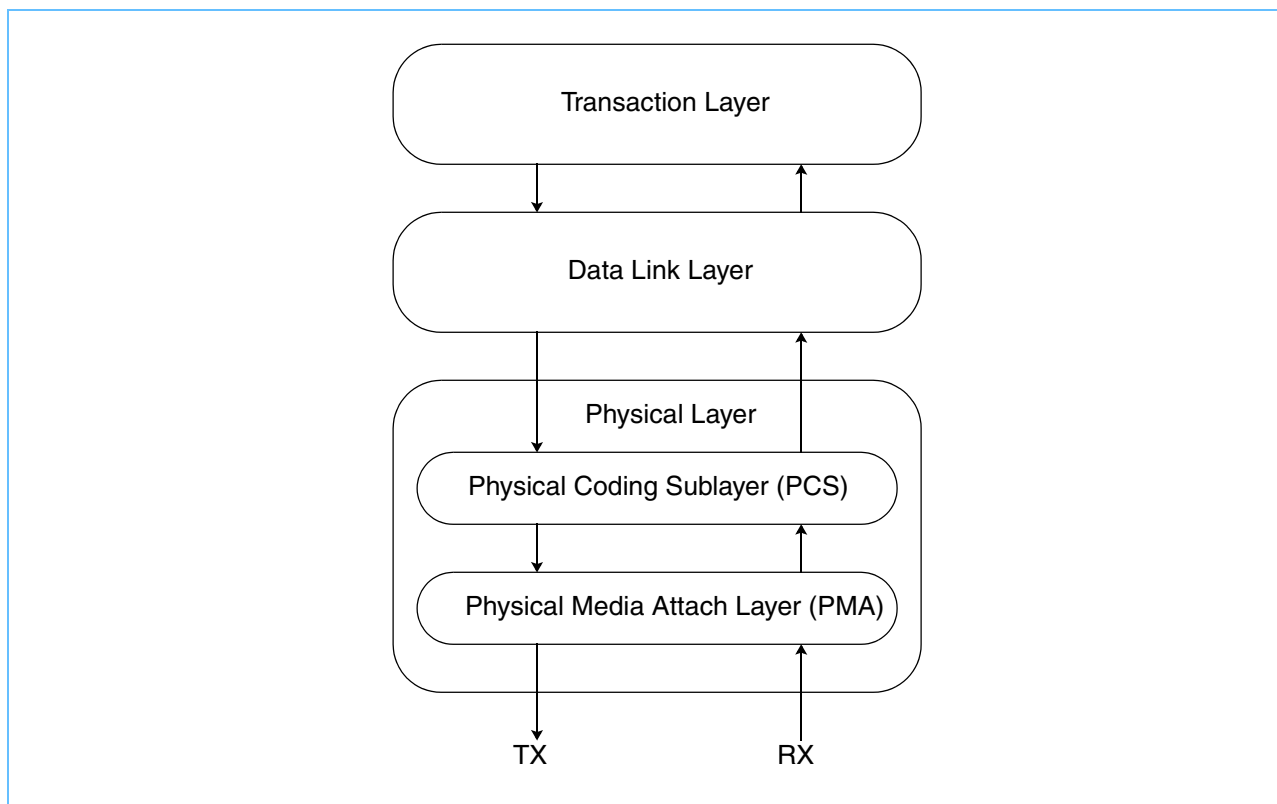 Transaction Layer
Data Link Layer
Physical Layer
Physical Coding Sublayer (PCS)
Physical Media Attach Layer (PMA)
TX
RX